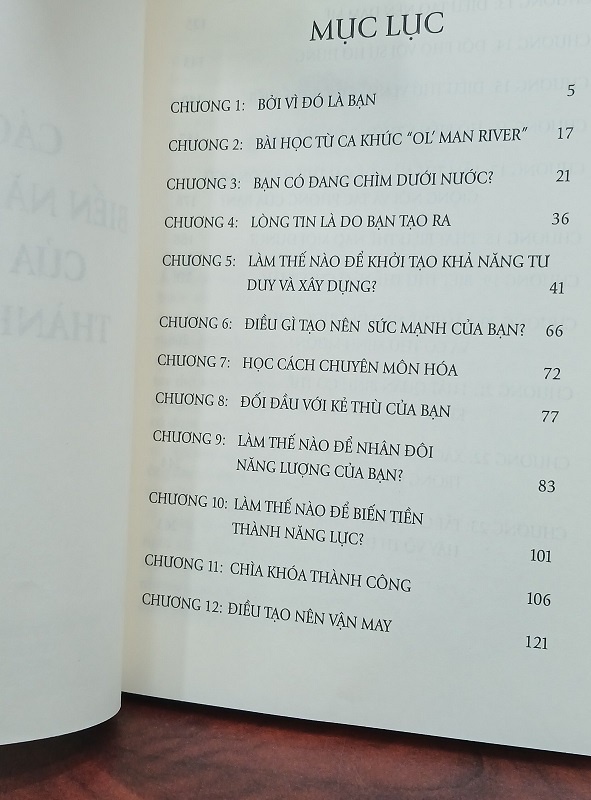 MỤC LỤC
CHƯƠNG 1: BỞI VÌ ĐÓ LÀ BẠN 5
CHƯƠNG 2: BÀI HỌC TỪ CA KHÚC “OL’ MAN RIVER” 17
CHƯƠNG 3: BẠN CÓ ĐANG CHÌM DƯỚI NƯỚC? 21
CHƯƠNG 4: LÒNG TIN LÀ DO BẠN TẠO RA 36
CHƯƠNG 5: LÀM THẾ NÀO ĐỂ KHỞI TẠO KHẢ NĂNG TƯ
DUY VÀ XÂY DỰNG? 41
CHƯƠNG 6: ĐIỀU GÌ TẠO NÊN SỨC MẠNH CỦA BẠN? 66
CHƯƠNG 7: HỌC CÁCH CHUYÊN MÔN HÓA 72
CHƯƠNG 8: ĐỐI ĐẦU VỚI KẺ THÙ CỦA BẠN 77
CHƯƠNG 9: LÀM THẾ NÀO ĐỂ NHÂN ĐÔI
NĂNG LƯỢNG CỦA BẠN? 83
CHƯƠNG 10: LÀM THẾ NÀO ĐỂ BIẾN TIỀN
THÀNH NĂNG LỰC? 101
CHƯƠNG 11: CHÌA KHÓA THÀNH CÔNG 106
CHƯƠNG 12: ĐIỀU TẠO NÊN VẬN MAY 121